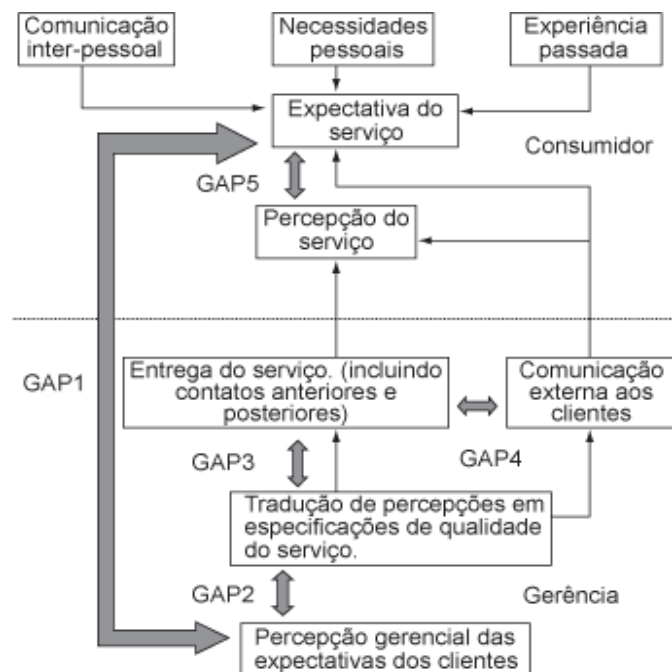 Comunicação
inter-pessoal
Necessidades
pessoais
Experiência
passada
Expectativa do
serviço
Consumidor
GAP5
Percepção do
serviço
GAP1
Entrega do serviço. (incluindo
contatos anteriores e
posteriores)
Comunicação
externa aos
clientes
GAP3
GAP4
Tradução de percepções em
especificações de qualidade
do serviço.
GAP2
Gerência
Percepção gerencial das
expectativas dos clientes